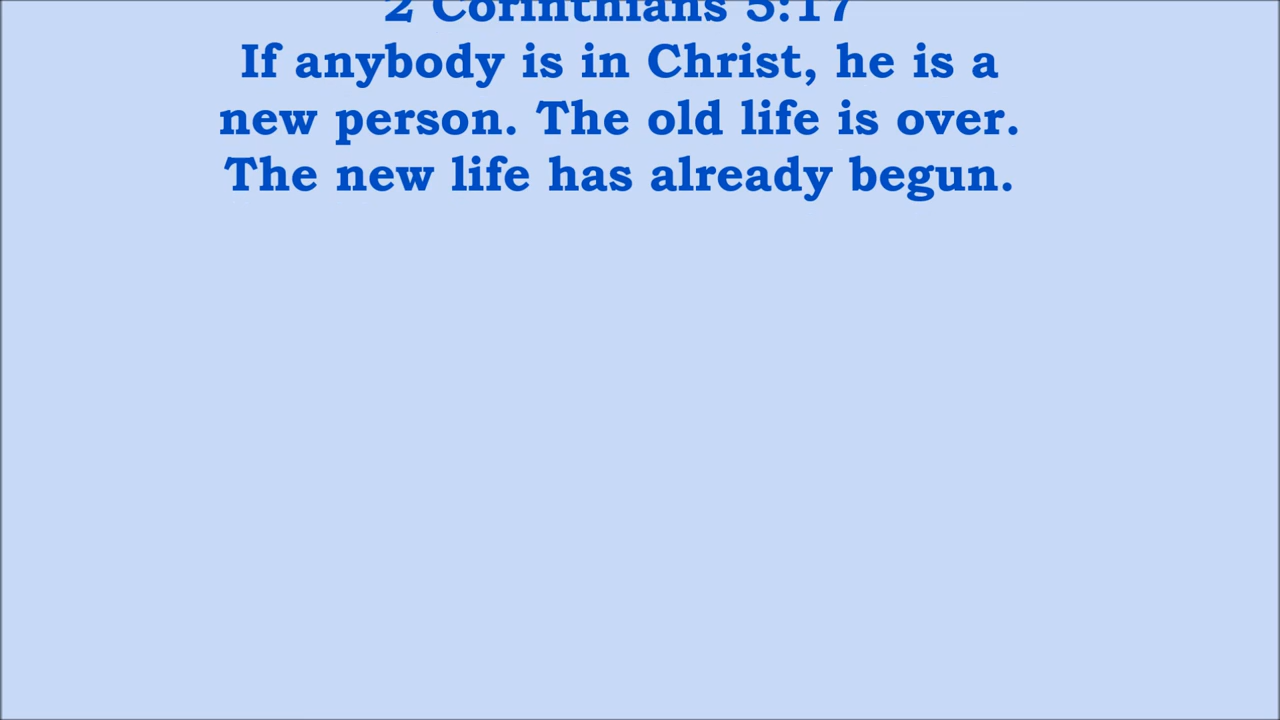 2 Corinthians 5:17
If anybody is in Christ, he is a
new person. The old life is over.
The new life has already begun.